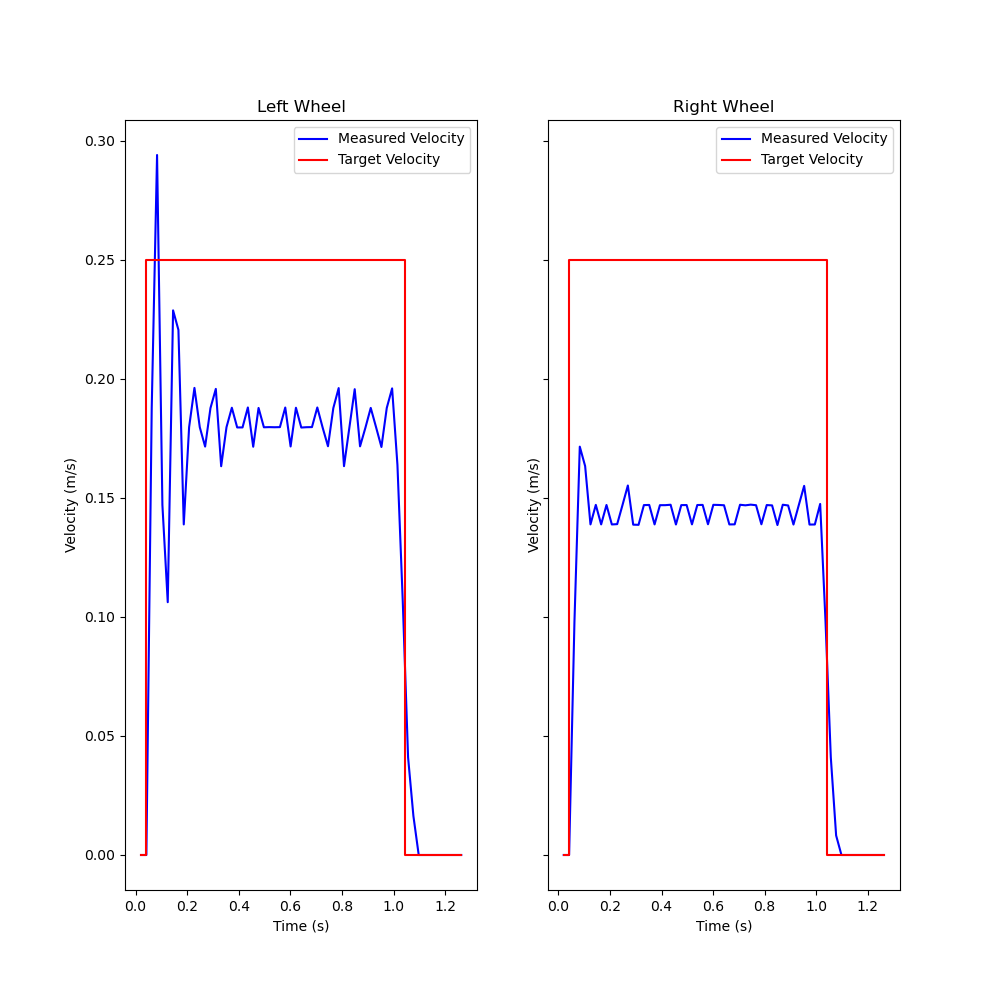 Left Wheel
Measured Velocity
Target Velocity
0.30
0.25
0.20
0.15
0.10
0.05
0.00
Velocity (m/s)
0.0 0.2 0.4 0.6 0.8 1.0 1.2
Time (s)
Right Wheel
Measured Velocity
Target Velocity
Velocity (m/s)
0.0 0.2 0.4 0.6 0.8 1.0 1.2
Time (s)